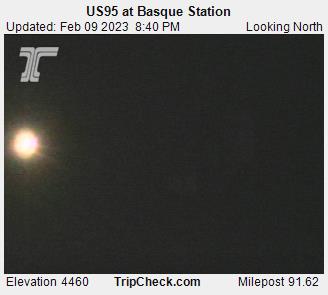 US95 at Basque Station
Updated: Feb 09 2023 8:40 PM Looking North
Elevation 4460 TripCheck.com Milepost 91.62